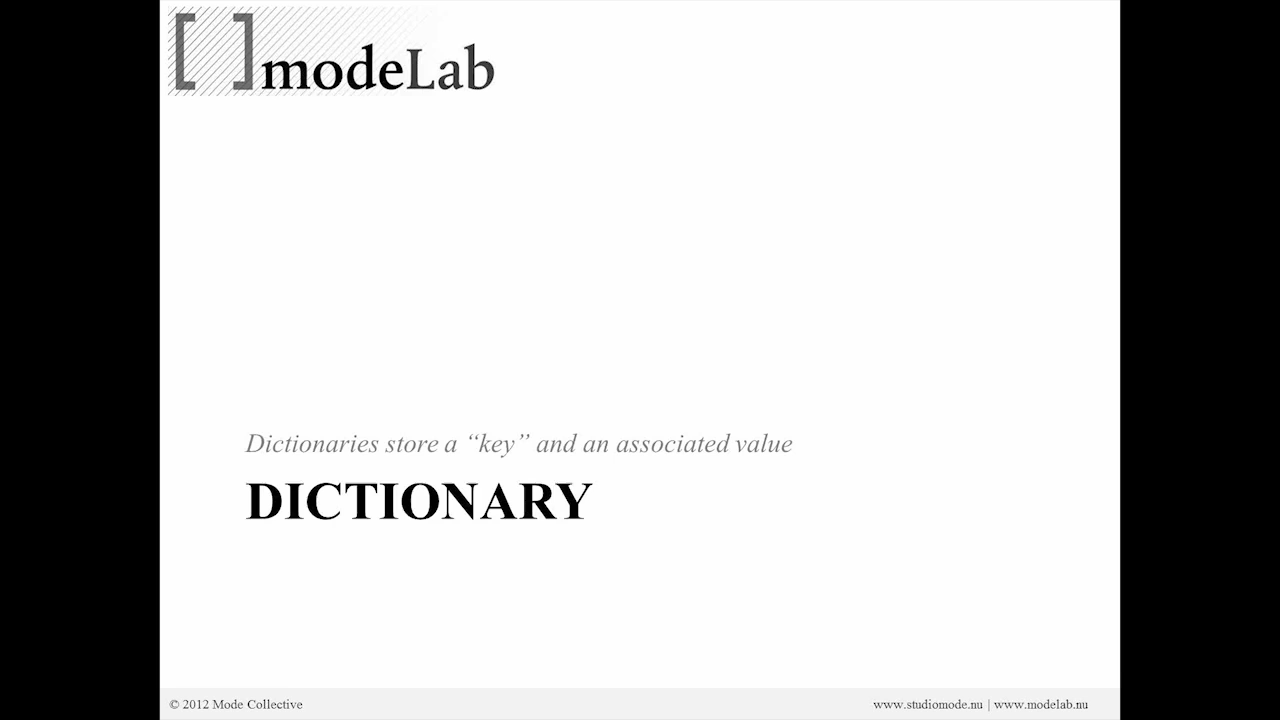 [ ] modeLab
Dictionaries store a “key” and an associated value
DICTIONARY
© 2012 Mode Collective
www.studiomode.nu | www.modelab.nu